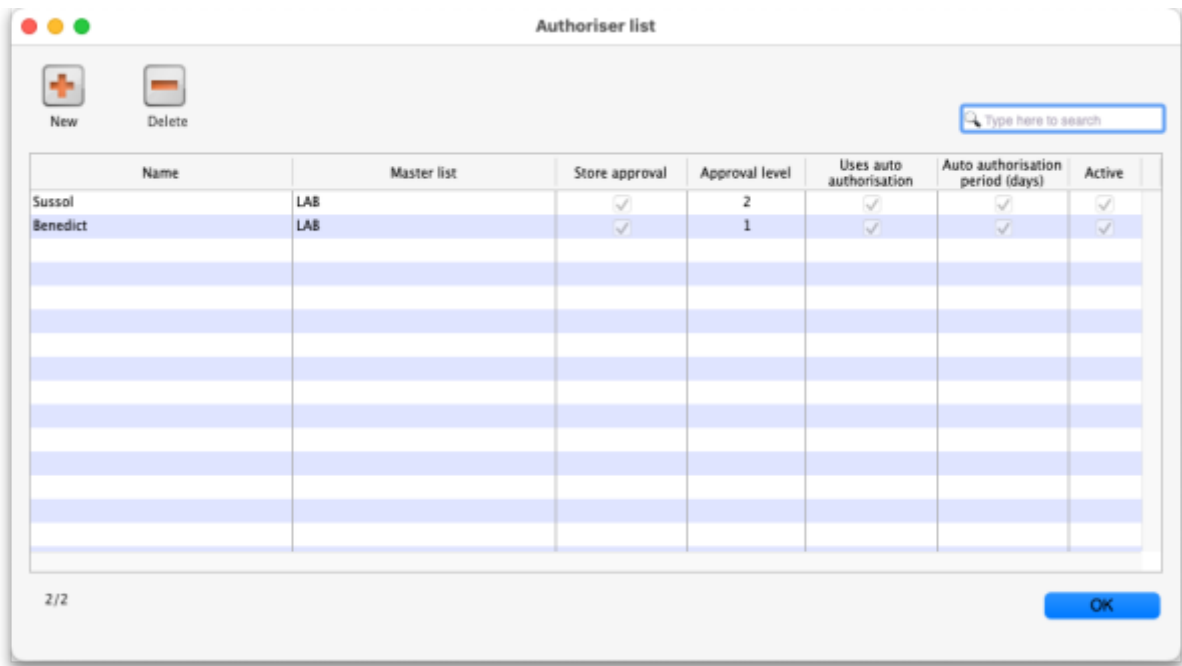 Authoriser list
New Delete
Type here to search
Name Master list Store approval Approval level Uses auto authorisation Auto authorisation period (days) Active
Sussol LAB 2
Benedict LAB 1
2/2
OK